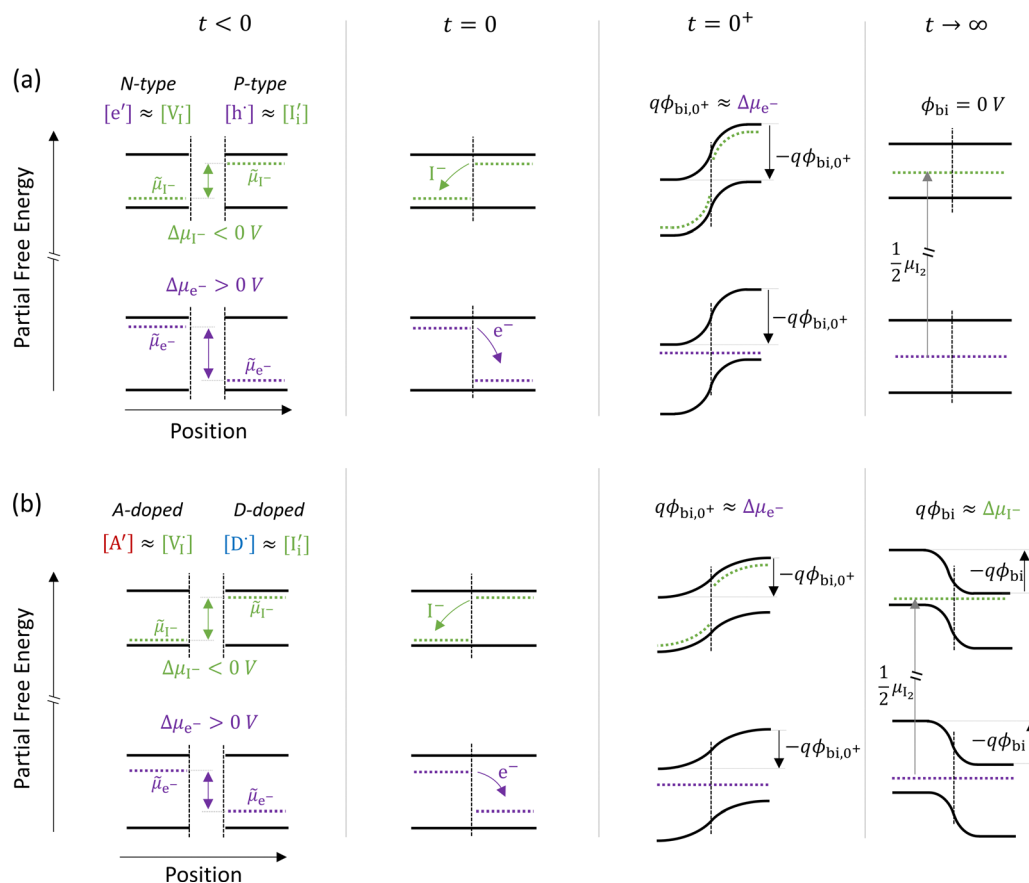 t < 0
t = 0
t = 0⁺
t → ∞
(a)
N-type
P-type
[e′] ≈ [V_I^·]
[h^·] ≈ [I_i′]
qϕ_bi,0⁺ ≈ Δμ_e⁻
ϕ_bi = 0 V
Partial Free Energy
μ̃_I⁻
μ̃_I⁻
I⁻
−qϕ_bi,0⁺
Δμ_I⁻ < 0 V
½ μ_I₂
Δμ_e⁻ > 0 V
μ̃_e⁻
μ̃_e⁻
e⁻
−qϕ_bi,0⁺
Position
(b)
A-doped
D-doped
[A′] ≈ [V_I^·]
[D^·] ≈ [I_i′]
qϕ_bi,0⁺ ≈ Δμ_e⁻
qϕ_bi ≈ Δμ_I⁻
Partial Free Energy
μ̃_I⁻
μ̃_I⁻
I⁻
−qϕ_bi,0⁺
−qϕ_bi
Δμ_I⁻ < 0 V
½ μ_I₂
Δμ_e⁻ > 0 V
μ̃_e⁻
μ̃_e⁻
e⁻
−qϕ_bi,0⁺
−qϕ_bi
Position